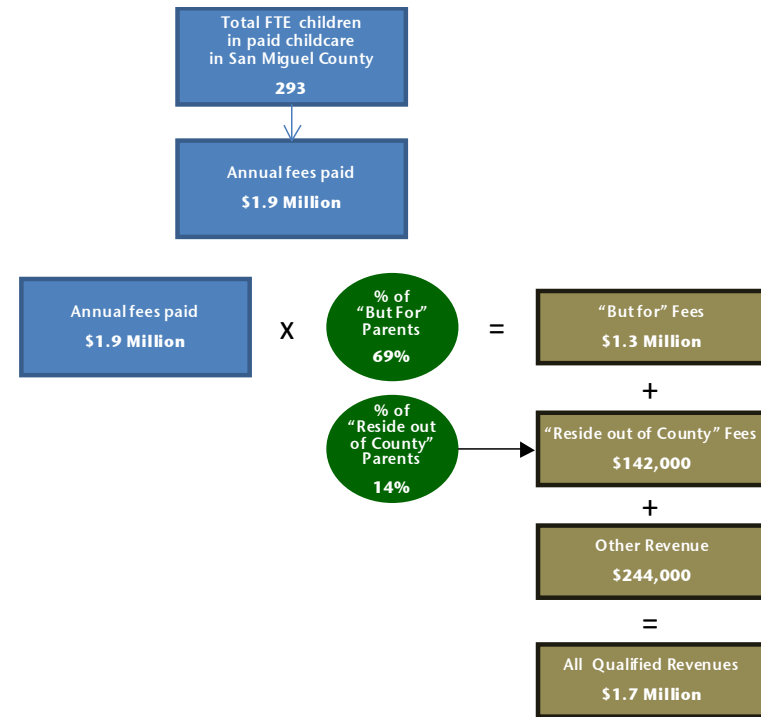 Total FTE children
in paid childcare
in San Miguel County
293
Annual fees paid
$1.9 Million
Annual fees paid
$1.9 Million
X
% of
“But For”
Parents
69%
=
“But for” Fees
$1.3 Million
+
% of
“Reside out
of County”
Parents
14%
“Reside out of County” Fees
$142,000
+
Other Revenue
$244,000
=
All Qualified Revenues
$1.7 Million